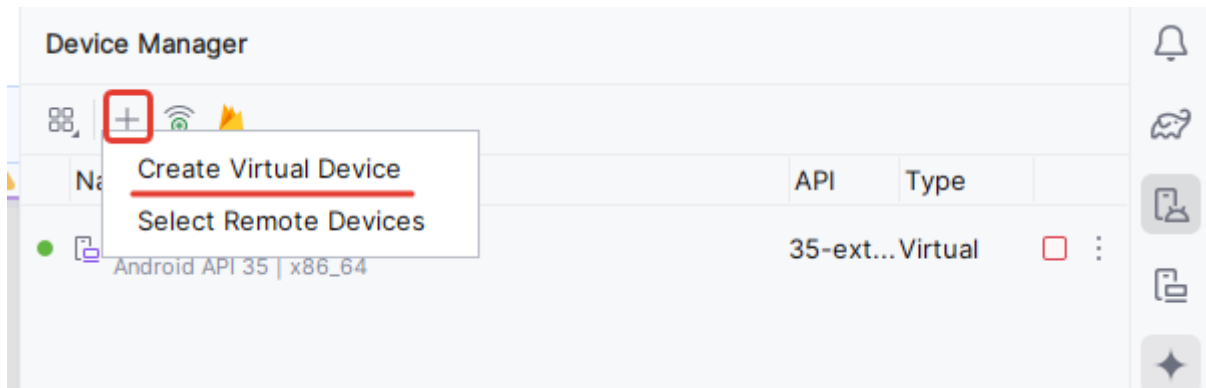 Device Manager
Create Virtual Device
API
Type
Select Remote Devices
35-ext... Virtual
Android API 35 | x86_64